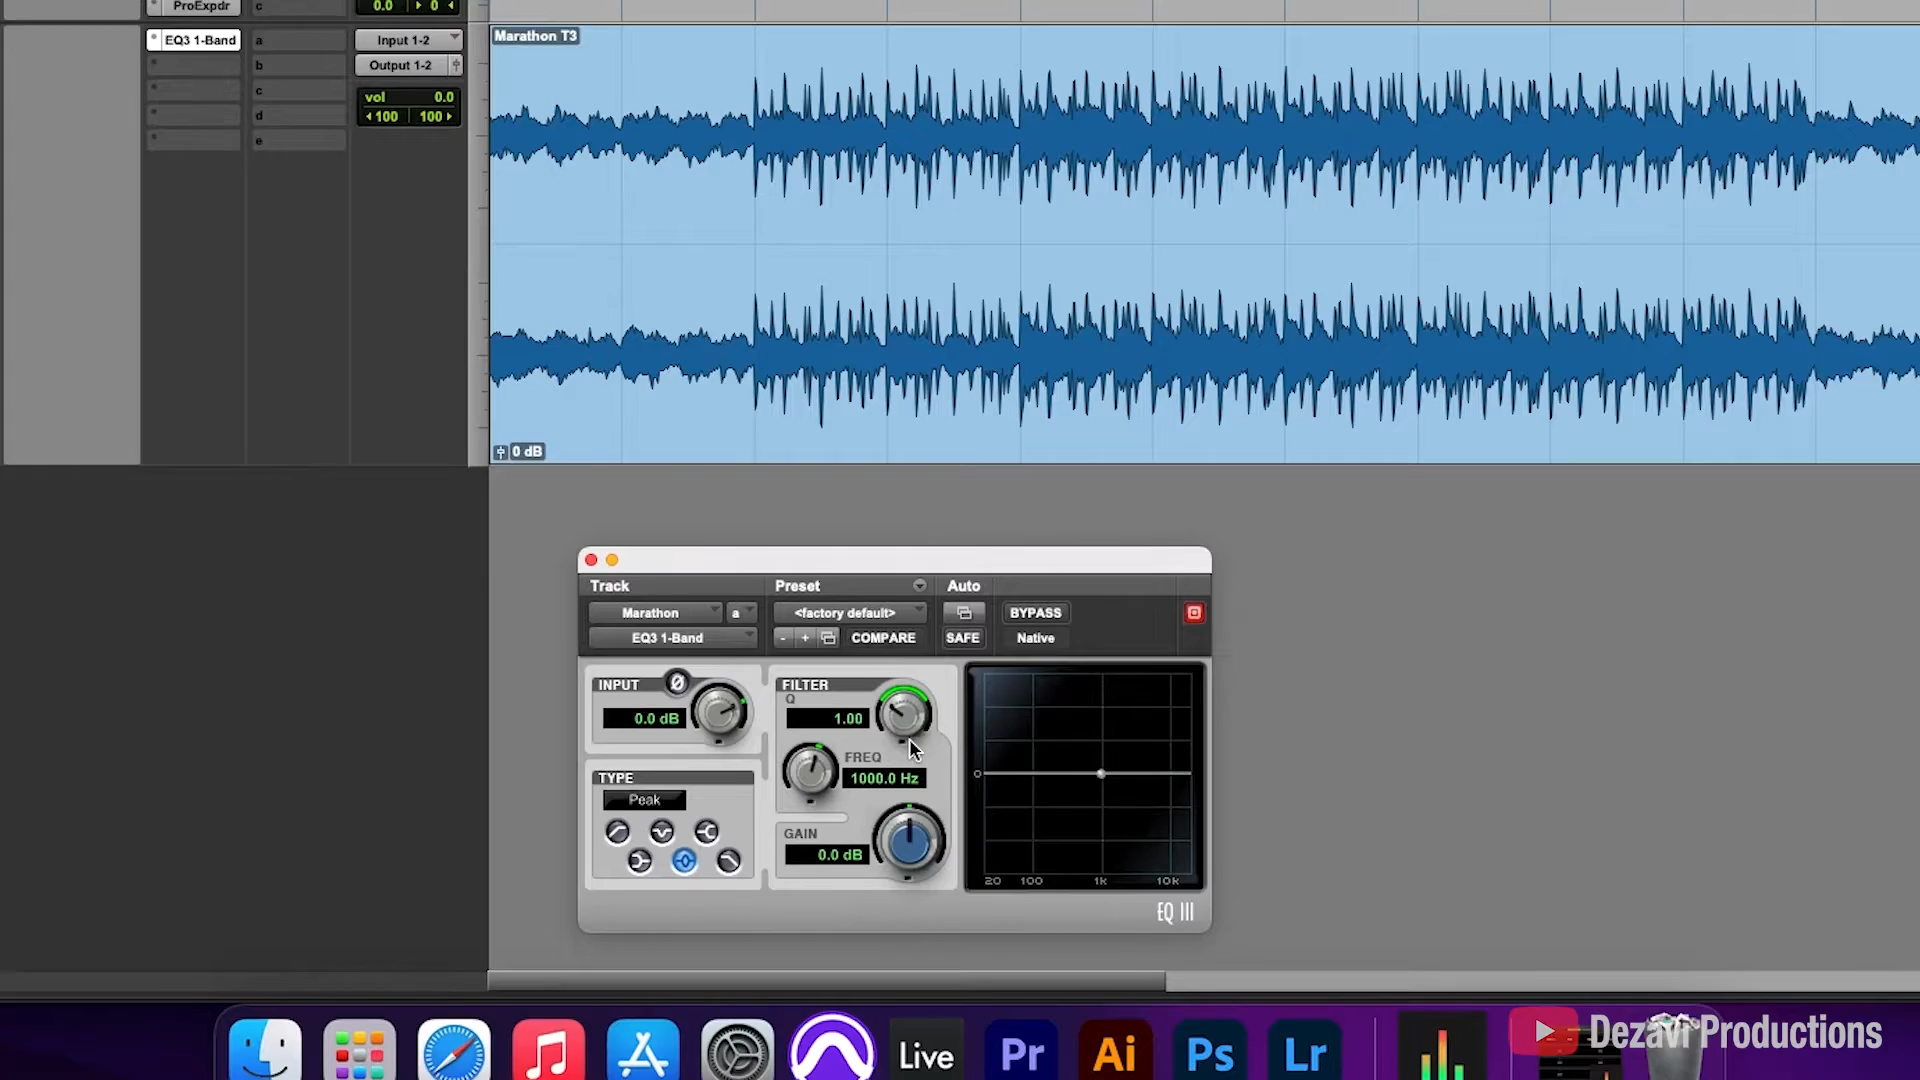 ProExpdr c 0.0 0
EQ3 1-Band a Input 1-2 Marathon T3
b Output 1-2
c vol 0.0
d 100 100
e
0 dB
Track Preset Auto
Marathon a <factory default> BYPASS
EQ3 1-Band - + COMPARE SAFE Native
INPUT Ø FILTER
Q
0.0 dB 1.00
FREQ
TYPE 1000.0 Hz
Peak
GAIN
0.0 dB
20 100 1k 10k
EQ III
Live Pr Ai Ps Lr Dezavi Productions